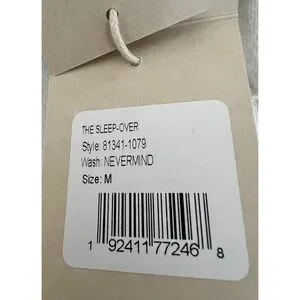 THE SLEEP-OVER
Style: 81341-1079
Wash: NEVERMIND
Size: M
1 92411 77246 8